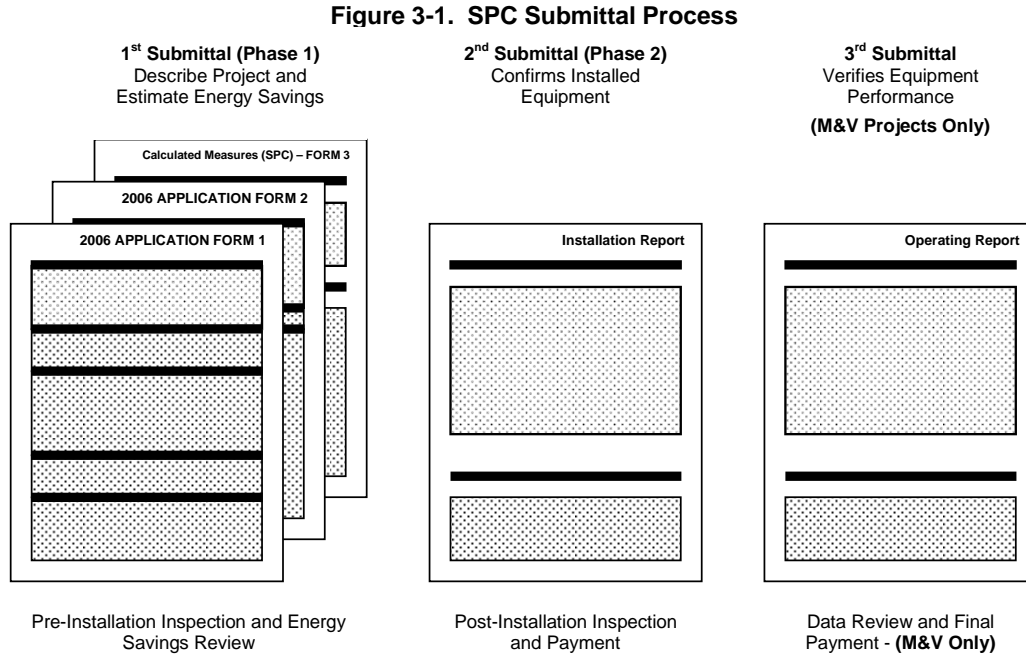 Figure 3-1. SPC Submittal Process
1st Submittal (Phase 1)
Describe Project and
Estimate Energy Savings
2nd Submittal (Phase 2)
Confirms Installed
Equipment
3rd Submittal
Verifies Equipment
Performance
(M&V Projects Only)
Calculated Measures (SPC) – FORM 3
2006 APPLICATION FORM 2
2006 APPLICATION FORM 1
Installation Report
Operating Report
Pre-Installation Inspection and Energy
Savings Review
Post-Installation Inspection
and Payment
Data Review and Final
Payment - (M&V Only)